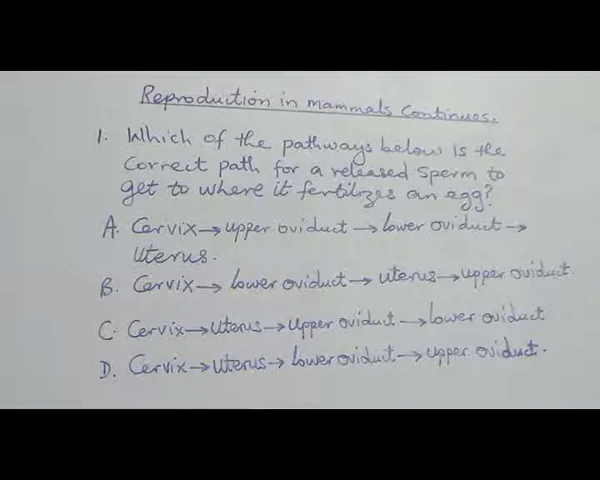 Reproduction in mammals Continues.
1. Which of the pathways below is the
Correct path for a released sperm to
get to where it fertilizes an egg?
A. Cervix→upper oviduct→lower oviduct→
Uterus.
B. Cervix→lower oviduct→uterus→upper oviduct.
C. Cervix→Uterus→Upper oviduct→lower oviduct
D. Cervix→Uterus→lower oviduct→upper oviduct.